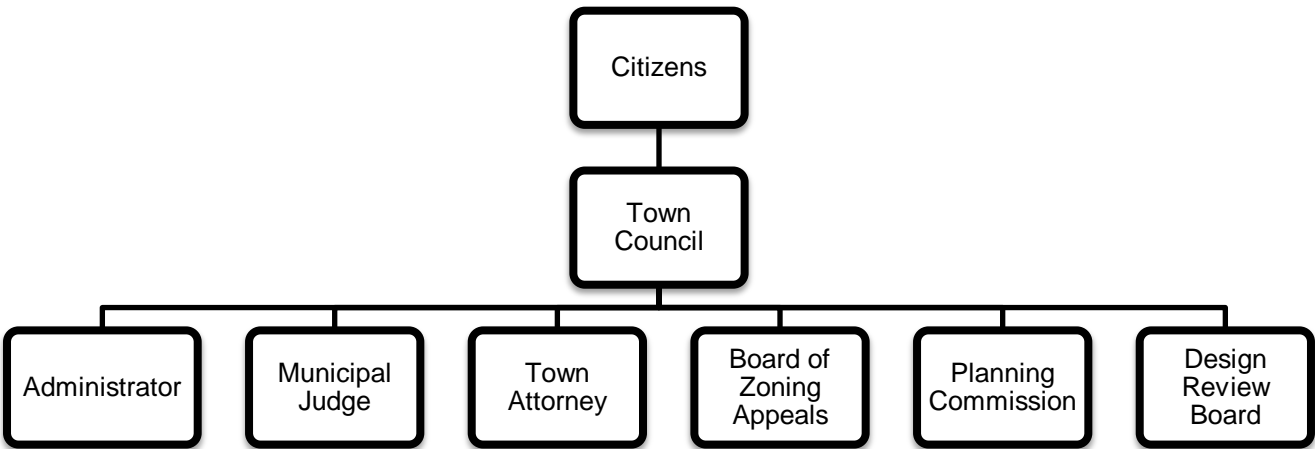 Citizens
Town
Council
Administrator
Municipal
Judge
Town
Attorney
Board of
Zoning
Appeals
Planning
Commission
Design
Review
Board